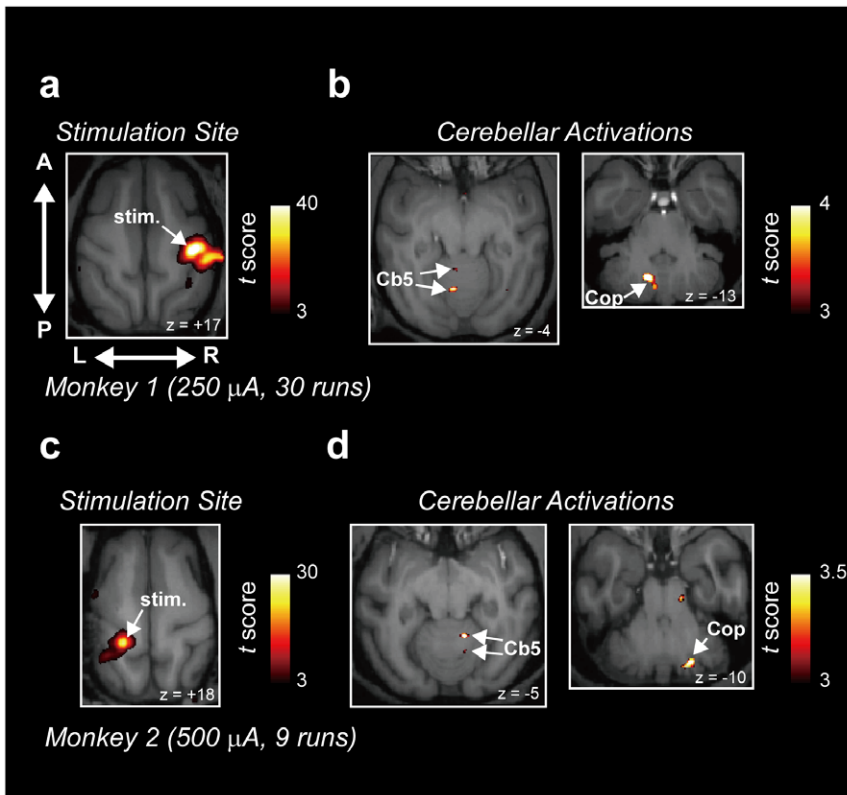 a
Stimulation Site
A
P
L R
stim.
z = +17
40
t score
3
b
Cerebellar Activations
Cb5
z = -4
Cop
z = -13
4
t score
3
Monkey 1 (250 μA, 30 runs)
c
Stimulation Site
stim.
z = +18
30
t score
3
d
Cerebellar Activations
Cb5
z = -5
Cop
z = -10
3.5
t score
3
Monkey 2 (500 μA, 9 runs)